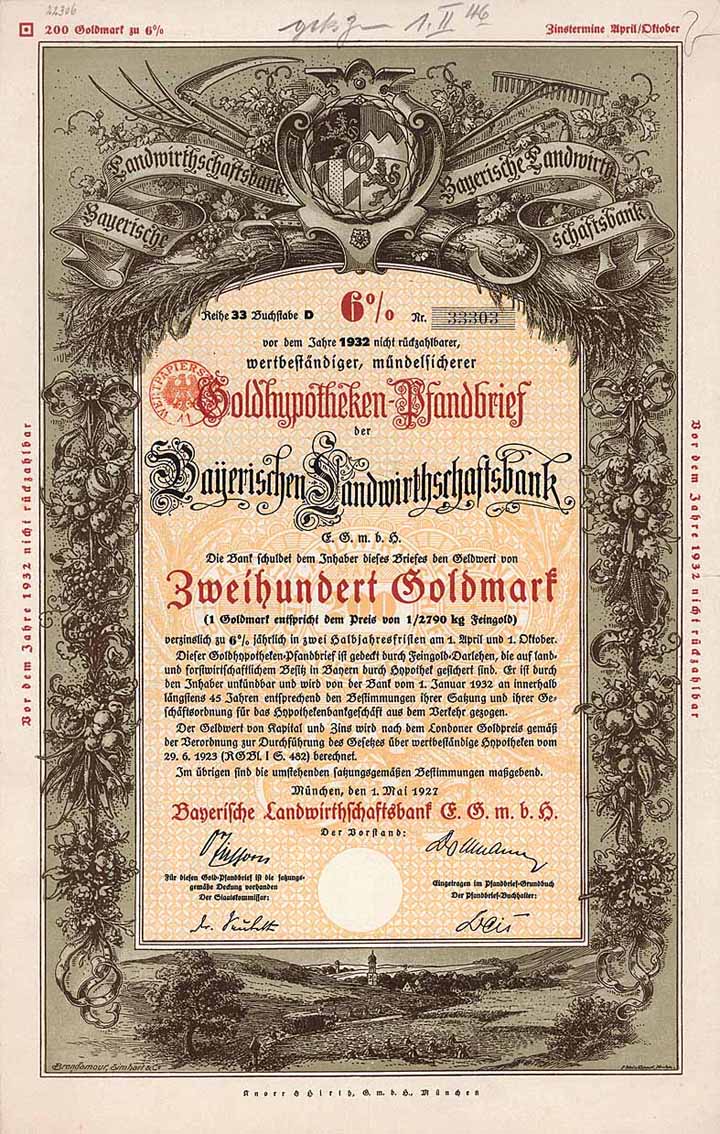 22306
1. II 46
200 Goldmark zu 6%
Zinstermine April/Oktober
Bayerische Landwirthschaftsbank
Bayerische Landwirthschaftsbank
Reihe 33 Buchstabe D 6% Nr. 33303
vor dem Jahre 1932 nicht rückzahlbarer,
wertbeständiger, mündelsicherer
Goldhypotheken-Pfandbrief
der
Bayerischen Landwirthschaftsbank
E. G. m. b. H.
Die Bank schuldet dem Inhaber dieses Briefes den Geldwert von
Zweihundert Goldmark
(1 Goldmark entspricht dem Preis von 1/2790 kg Feingold)
verzinslich zu 6% jährlich in zwei Halbjahresfristen am 1. April und 1. Oktober.
Dieser Goldhypotheken-Pfandbrief ist gedeckt durch Feingold-Darlehen, die auf land-
und forstwirtschaftlichem Besitz in Bayern durch Hypothek gesichert sind. Er ist durch
den Inhaber unkündbar und wird von der Bank vom 1. Januar 1932 an innerhalb
längstens 45 Jahren entsprechend den Bestimmungen ihrer Satzung und ihrer Ge-
schäftsordnung für das Hypothekenbankgeschäft aus dem Verkehr gezogen.
Der Geldwert von Kapital und Zins wird nach dem Londoner Goldpreis gemäß
der Verordnung zur Durchführung des Gesetzes über wertbeständige Hypotheken vom
29. 6. 1923 (RGBl. I S. 482) berechnet.
Im übrigen sind die umstehenden satzungsgemäßen Bestimmungen maßgebend.
München, den 1. Mai 1927
Bayerische Landwirthschaftsbank E. G. m. b. H.
Der Vorstand:
Für diesen Gold-Pfandbrief ist die satzungs-
gemäße Deckung vorhanden
Der Staatskommissar:
Eingetragen im Pfandbrief-Grundbuch
Der Pfandbrief-Buchhalter:
Vor dem Jahre 1932 nicht rückzahlbar
Vor dem Jahre 1932 nicht rückzahlbar
Brandamour, Simhart & Co
Knorr & Hirth, G. m. b. H., München